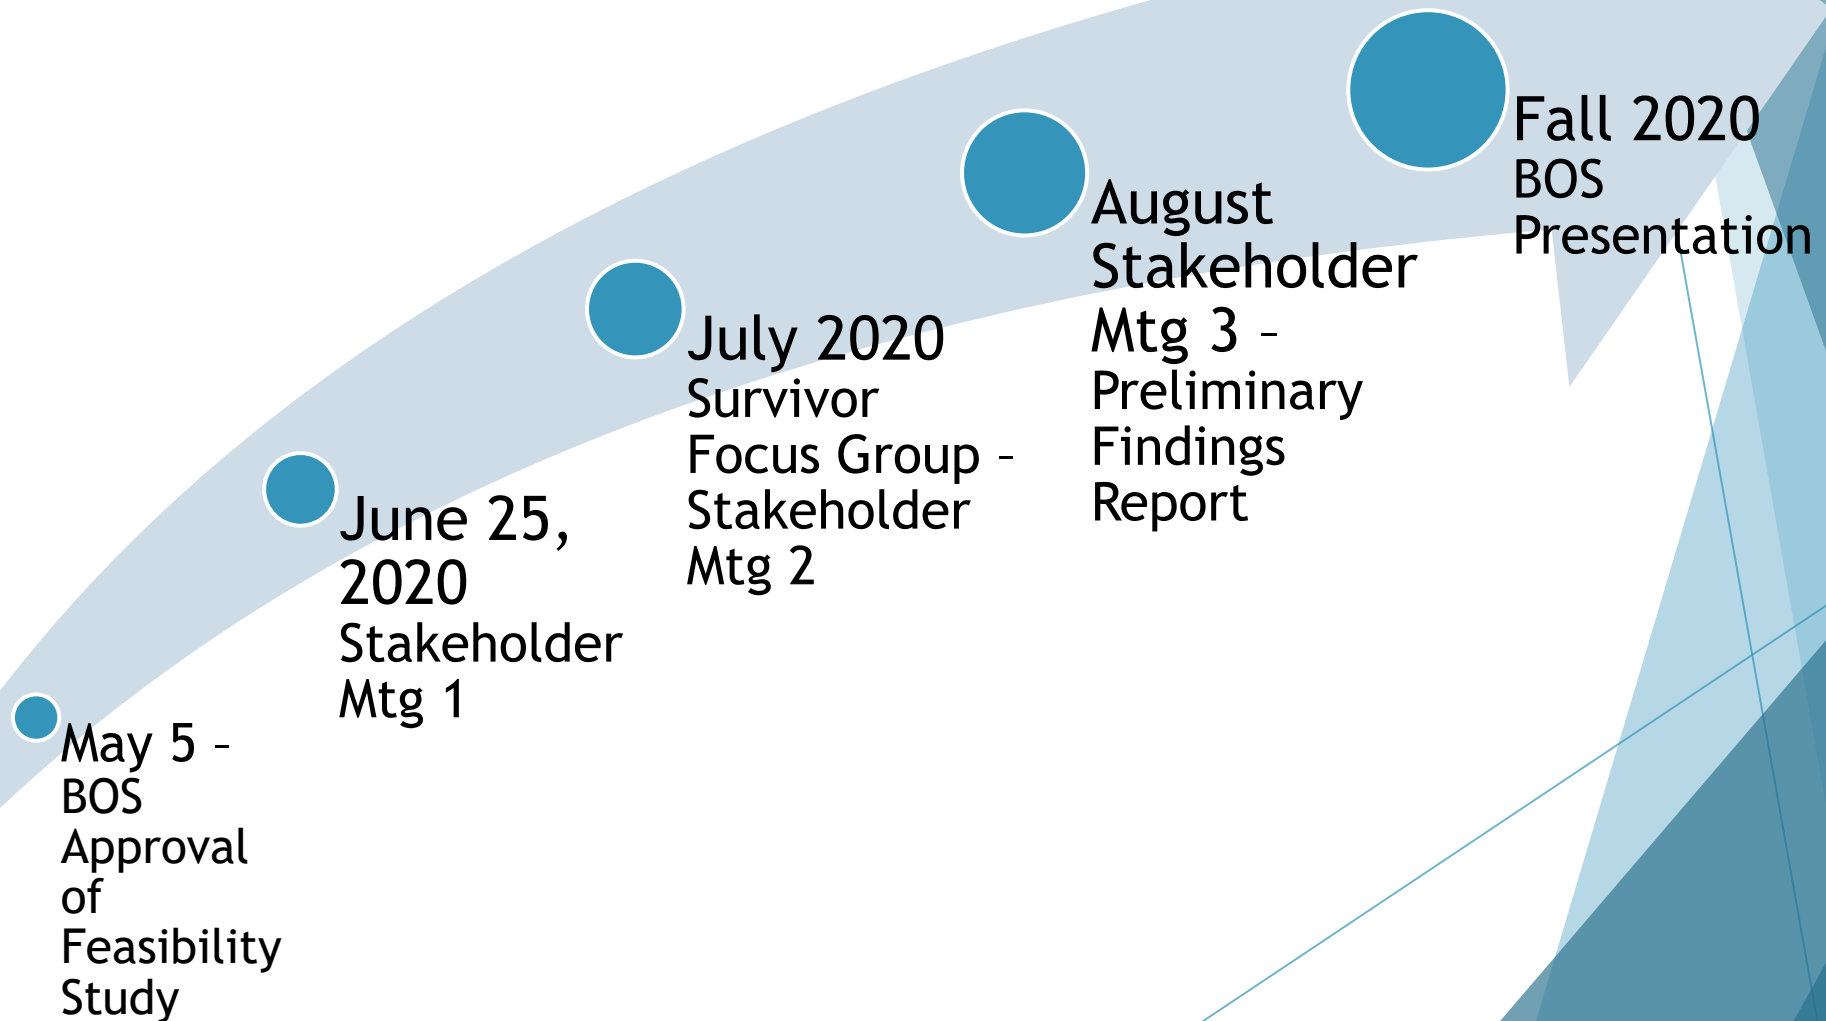 May 5 –
BOS
Approval
of
Feasibility
Study
June 25,
2020
Stakeholder
Mtg 1
July 2020
Survivor
Focus Group –
Stakeholder
Mtg 2
August
Stakeholder
Mtg 3 –
Preliminary
Findings
Report
Fall 2020
BOS
Presentation